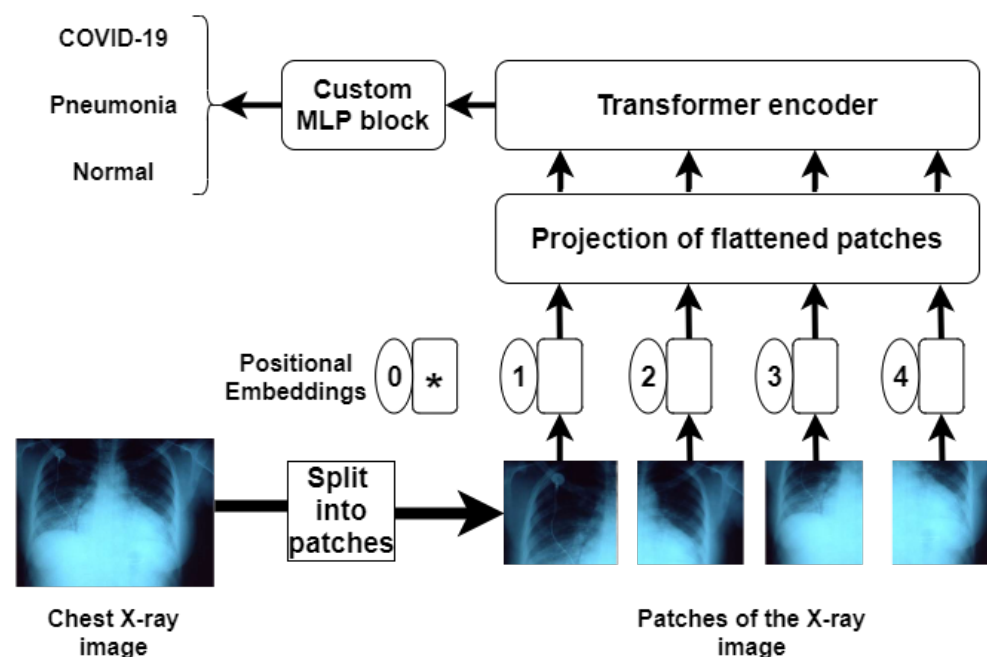 COVID-19
Pneumonia
Normal
Custom
MLP block
Transformer encoder
Projection of flattened patches
Positional
Embeddings
0 * 1 2 3 4
Split
into
patches
Chest X-ray
image
Patches of the X-ray
image